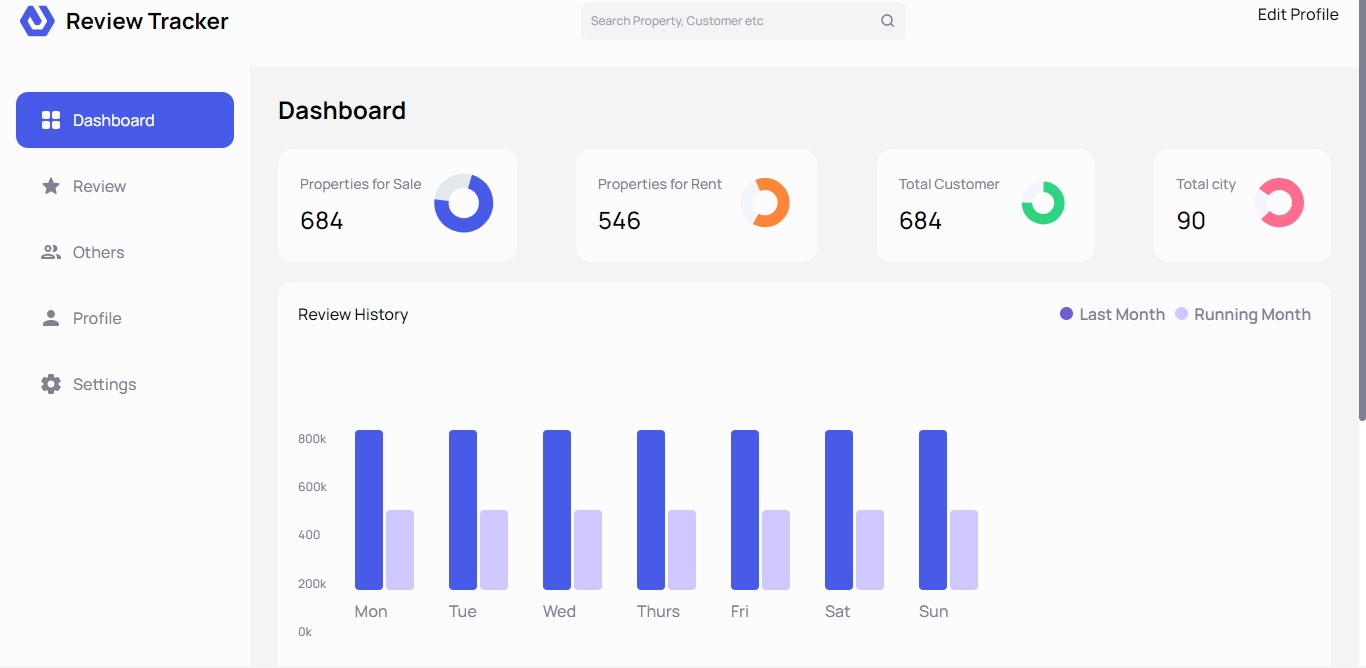 Review Tracker
Search Property, Customer etc
Edit Profile
Dashboard
Review
Others
Profile
Settings
Dashboard
Properties for Sale
684
Properties for Rent
546
Total Customer
684
Total city
90
Review History
Last Month
Running Month
800k
600k
400
200k
0k
Mon
Tue
Wed
Thurs
Fri
Sat
Sun